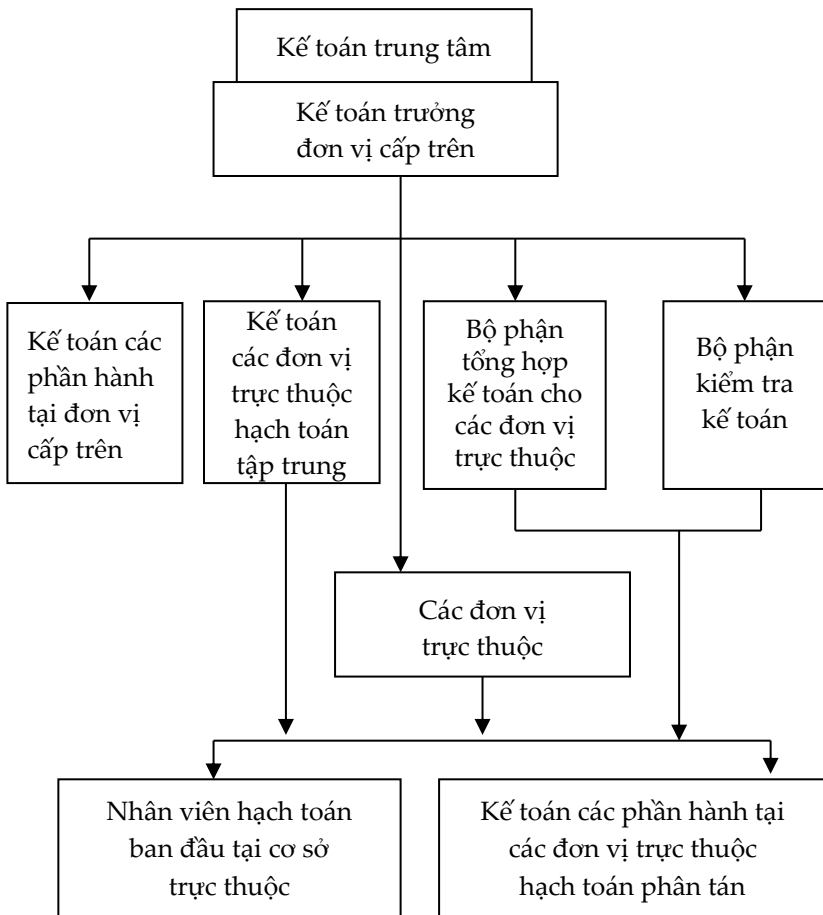 Kế toán trung tâm
Kế toán trưởng
đơn vị cấp trên
Kế toán các
phần hành
tại đơn vị
cấp trên
Kế toán
các đơn vị
trực thuộc
hạch toán
tập trung
Bộ phận
tổng hợp
kế toán cho
các đơn vị
trực thuộc
Bộ phận
kiểm tra
kế toán
Các đơn vị
trực thuộc
Nhân viên hạch toán
ban đầu tại cơ sở
trực thuộc
Kế toán các phần hành tại
các đơn vị trực thuộc
hạch toán phân tán